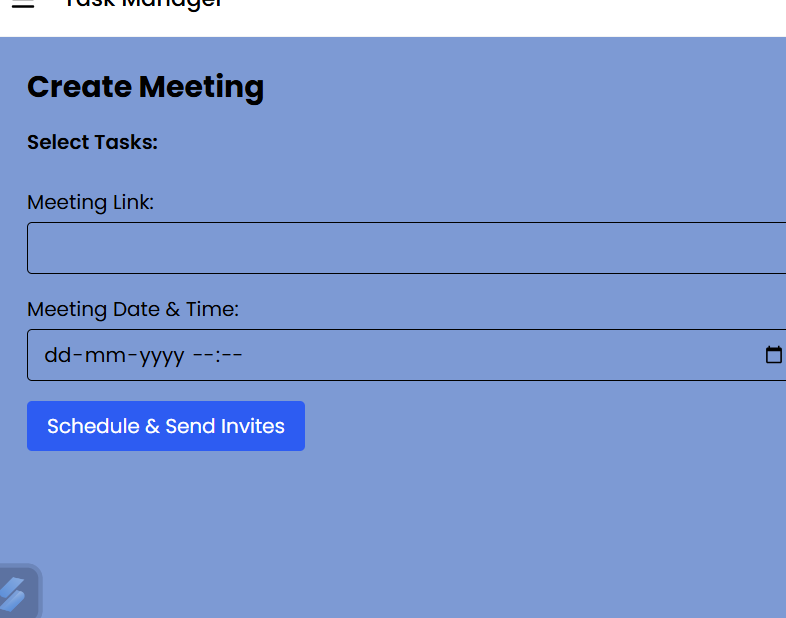 Task Manager
Create Meeting
Select Tasks:
Meeting Link:
Meeting Date & Time:
dd-mm-yyyy --:--
Schedule & Send Invites